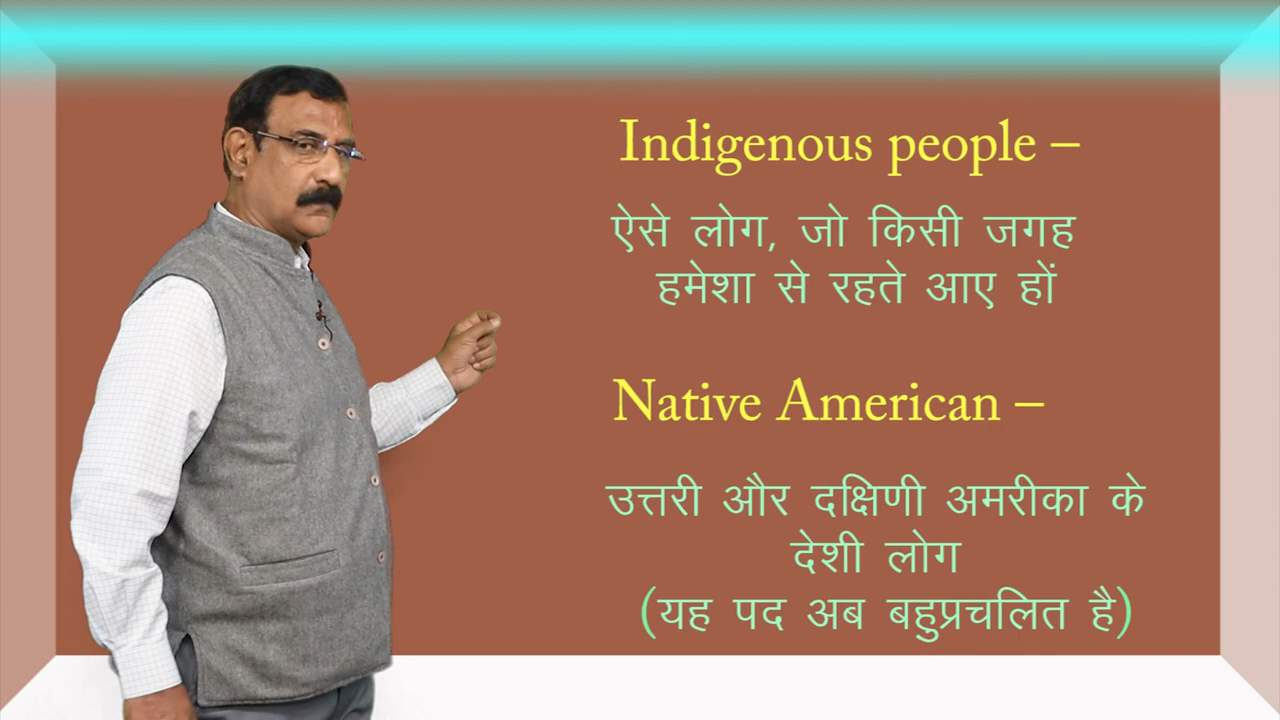 Indigenous people –
ऐसे लोग, जो किसी जगह
हमेशा से रहते आए हों
Native American –
उत्तरी और दक्षिणी अमरीका के
देशी लोग
(यह पद अब बहुप्रचलित है)